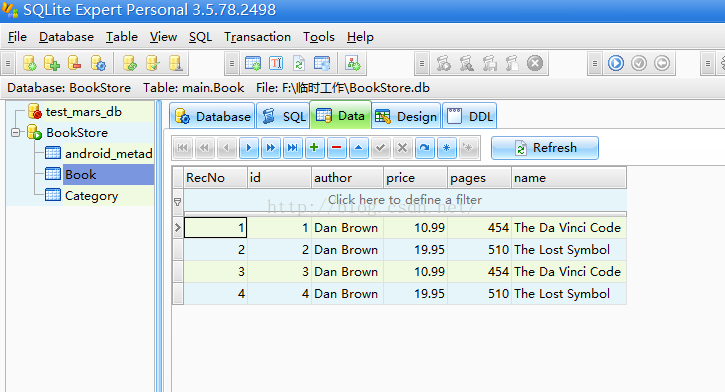 SQLite Expert Personal 3.5.78.2498
File Database Table View SQL Transaction Tools Help
Database: BookStore Table: main.Book File: F:\临时工作\BookStore.db
test_mars_db
BookStore
android_metad
Book
Category
Database SQL Data Design DDL
Refresh
RecNo id author price pages name
Click here to define a filter
http://blog.csdn.net/
1 1 Dan Brown 10.99 454 The Da Vinci Code
2 2 Dan Brown 19.95 510 The Lost Symbol
3 3 Dan Brown 10.99 454 The Da Vinci Code
4 4 Dan Brown 19.95 510 The Lost Symbol